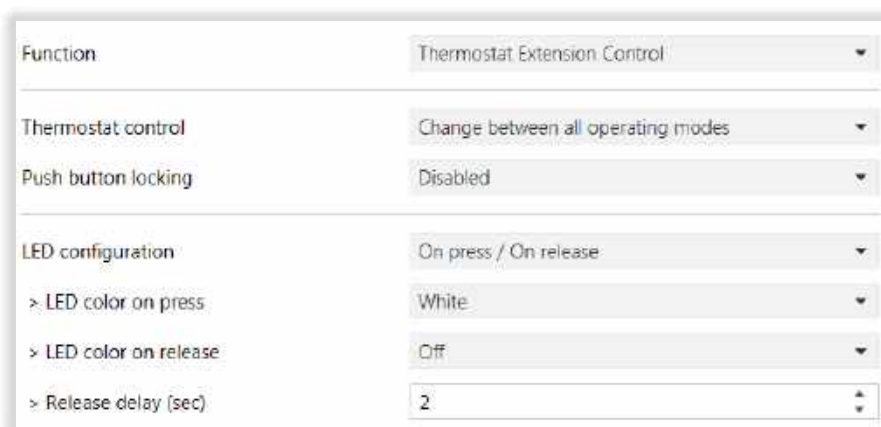 Function Thermostat Extension Control
Thermostat control Change between all operating modes
Push button locking Disabled
LED configuration On press / On release
> LED color on press White
> LED color on release Off
> Release delay (sec) 2